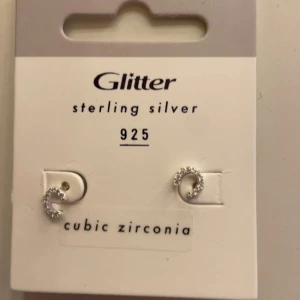 Glitter
sterling silver
925
cubic zirconia